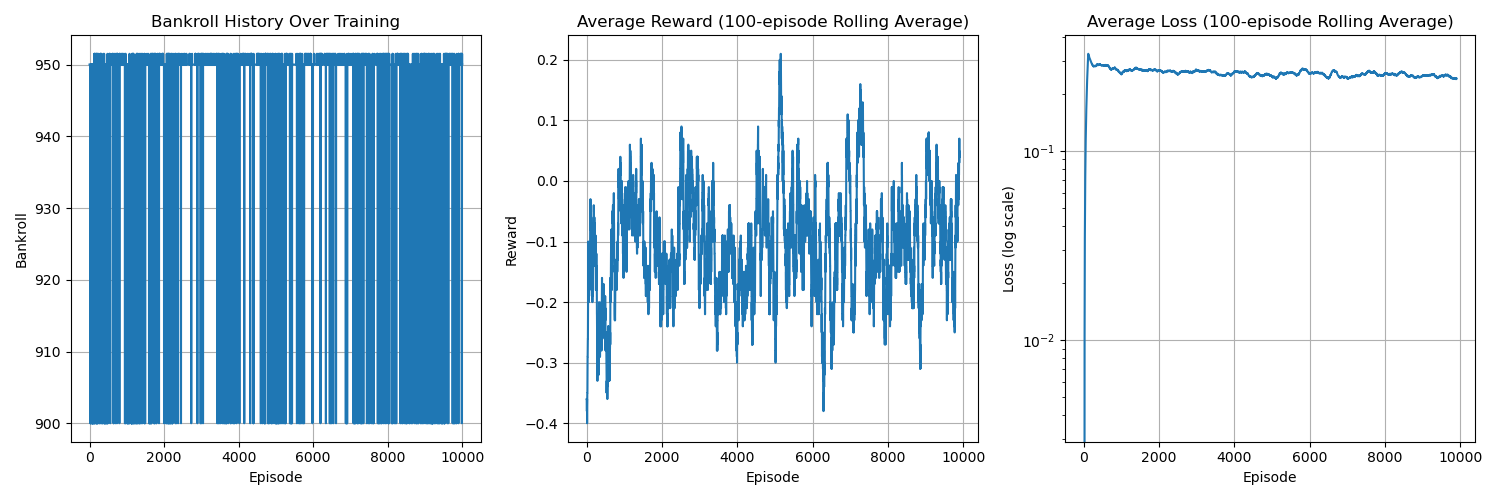 Bankroll History Over Training
Bankroll
950
940
930
920
910
900
0 2000 4000 6000 8000 10000
Episode
Average Reward (100-episode Rolling Average)
Reward
0.2
0.1
0.0
−0.1
−0.2
−0.3
−0.4
0 2000 4000 6000 8000 10000
Episode
Average Loss (100-episode Rolling Average)
Loss (log scale)
10⁻¹
10⁻²
0 2000 4000 6000 8000 10000
Episode